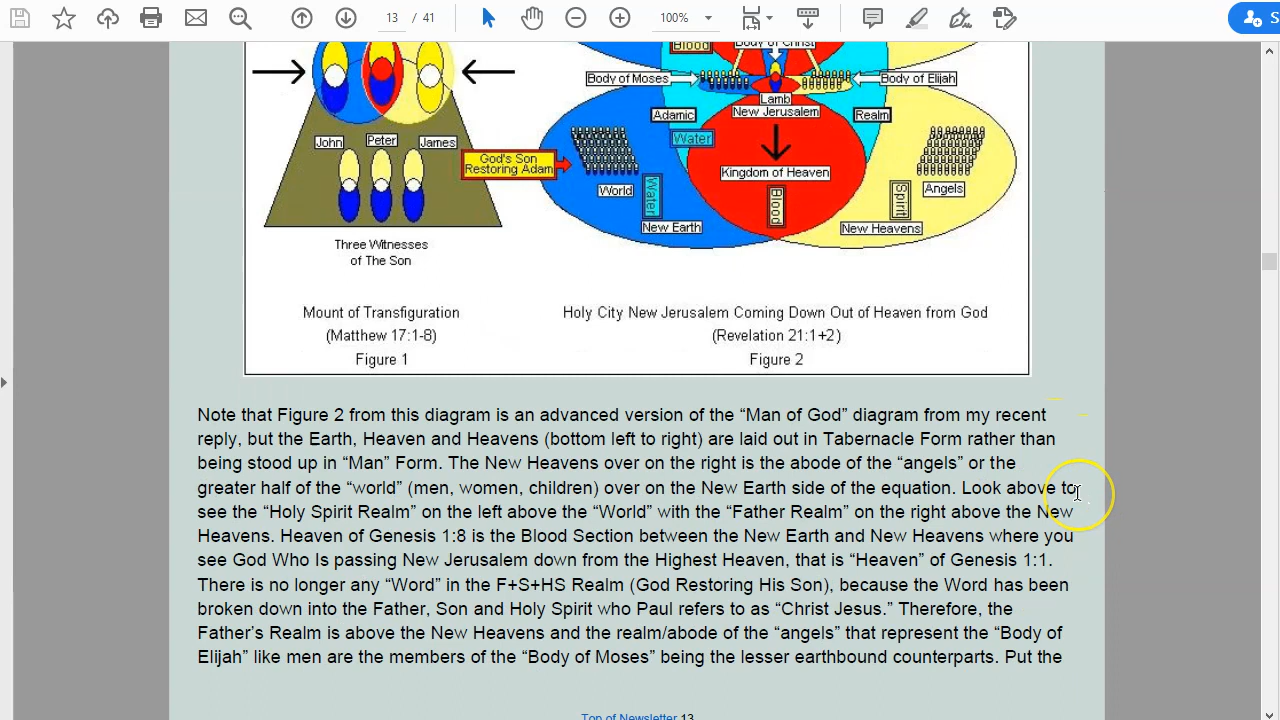 13 / 41
100%
S
Blood
Body of Christ
Body of Moses
Body of Elijah
Lamb
New Jerusalem
Adamic
Realm
Water
John
Peter
James
God's Son
Restoring Adam
Kingdom of Heaven
World
Water
Blood
Spirit
Angels
New Earth
New Heavens
Three Witnesses
of The Son
Mount of Transfiguration
(Matthew 17:1-8)
Figure 1
Holy City New Jerusalem Coming Down Out of Heaven from God
(Revelation 21:1+2)
Figure 2
Note that Figure 2 from this diagram is an advanced version of the “Man of God” diagram from my recent
reply, but the Earth, Heaven and Heavens (bottom left to right) are laid out in Tabernacle Form rather than
being stood up in “Man” Form. The New Heavens over on the right is the abode of the “angels” or the
greater half of the “world” (men, women, children) over on the New Earth side of the equation. Look above to
see the “Holy Spirit Realm” on the left above the “World” with the “Father Realm” on the right above the New
Heavens. Heaven of Genesis 1:8 is the Blood Section between the New Earth and New Heavens where you
see God Who Is passing New Jerusalem down from the Highest Heaven, that is “Heaven” of Genesis 1:1.
There is no longer any “Word” in the F+S+HS Realm (God Restoring His Son), because the Word has been
broken down into the Father, Son and Holy Spirit who Paul refers to as “Christ Jesus.” Therefore, the
Father’s Realm is above the New Heavens and the realm/abode of the “angels” that represent the “Body of
Elijah” like men are the members of the “Body of Moses” being the lesser earthbound counterparts. Put the
Top of Newsletter 13